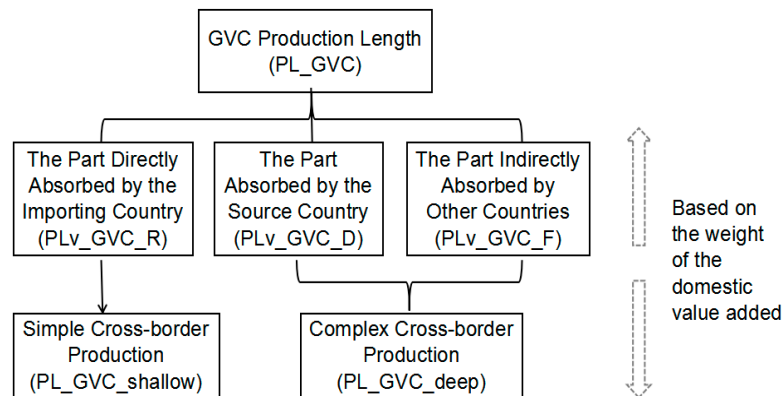 GVC Production Length
(PL_GVC)
The Part Directly
Absorbed by the
Importing Country
(PLv_GVC_R)
The Part
Absorbed by the
Source Country
(PLv_GVC_D)
The Part Indirectly
Absorbed by
Other Countries
(PLv_GVC_F)
Based on
the weight
of the
domestic
value added
Simple Cross-border
Production
(PL_GVC_shallow)
Complex Cross-border
Production
(PL_GVC_deep)